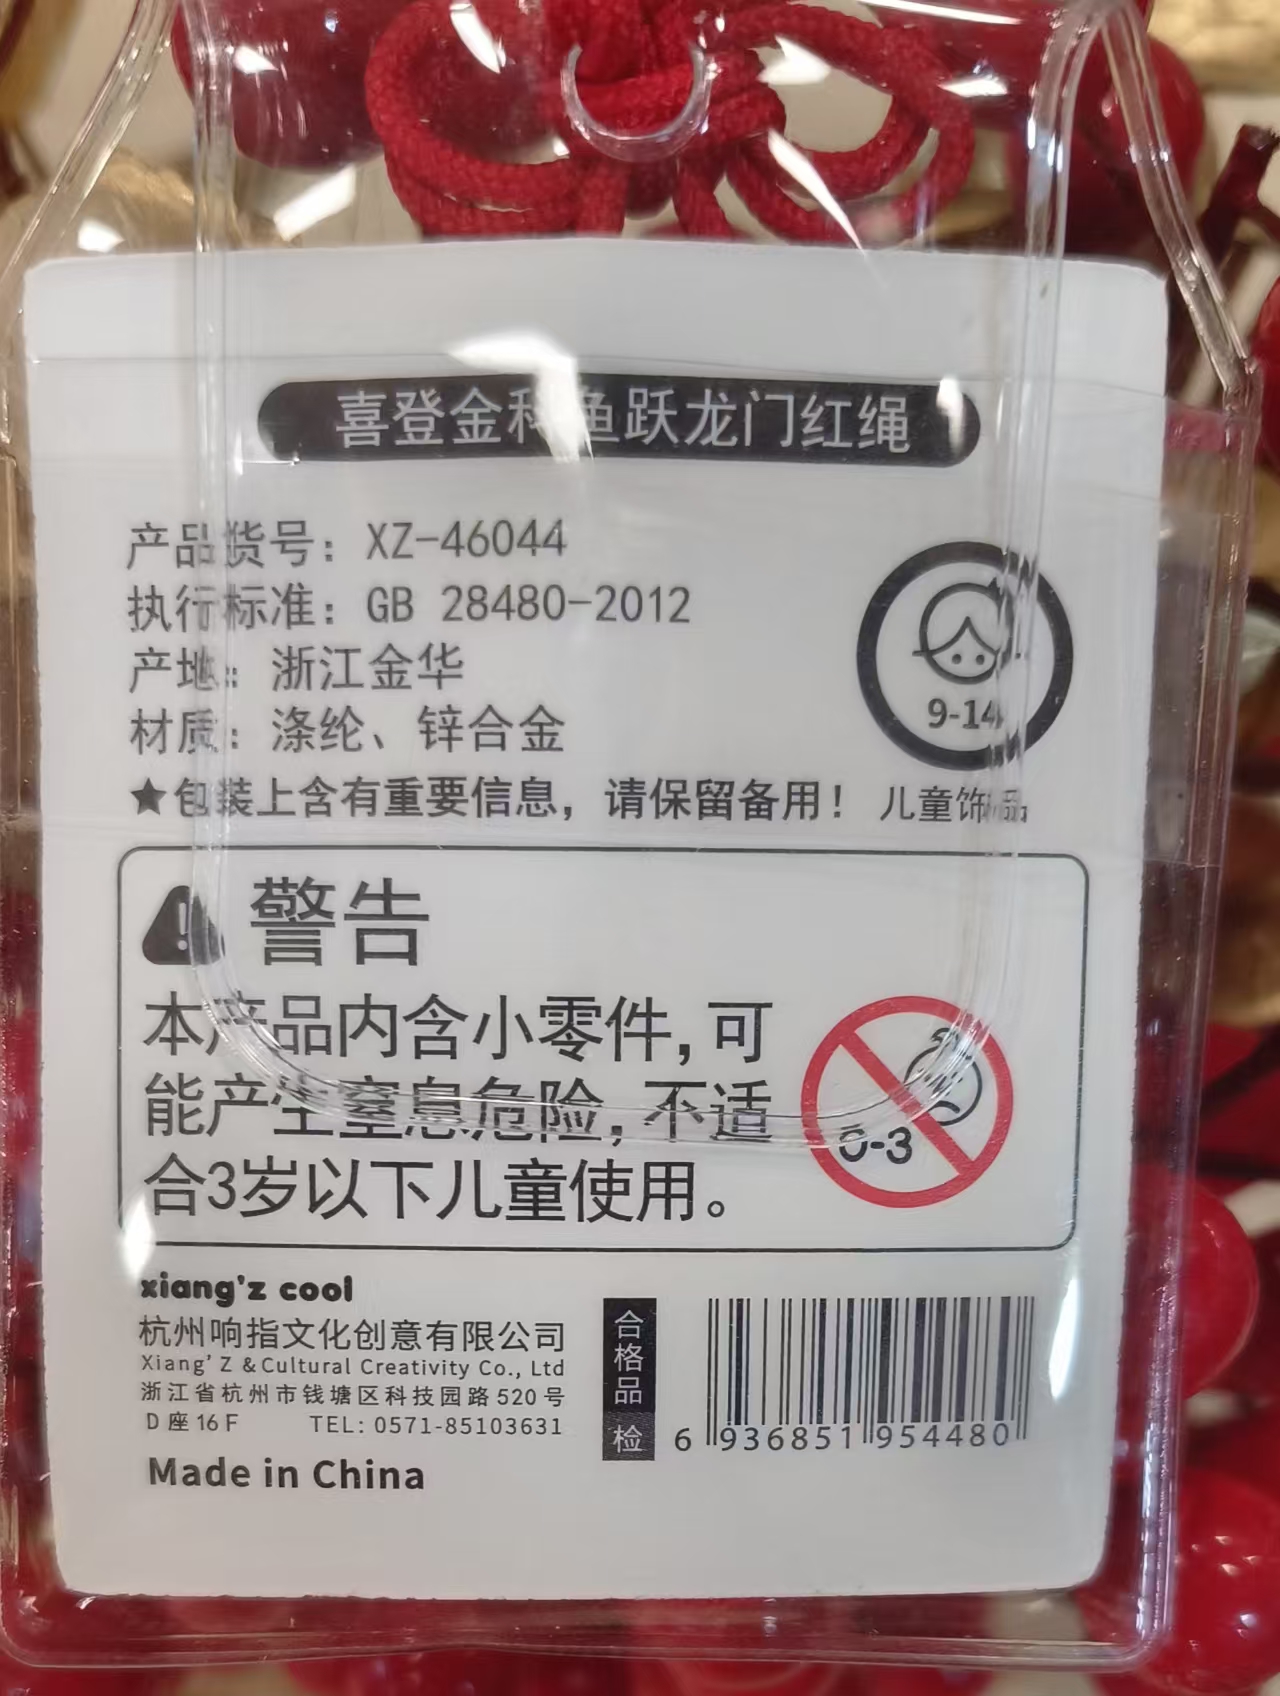 喜登金科鱼跃龙门红绳
产品货号：XZ-46044
执行标准：GB 28480-2012
产地：浙江金华
材质：涤纶、锌合金
9-14
★包装上含有重要信息，请保留备用！
儿童饰品
警告
本产品内含小零件，可
能产生窒息危险，不适
合3岁以下儿童使用。
0-3
xiang'z cool
杭州响指文化创意有限公司
Xiang'Z &Cultural Creativity Co., Ltd
浙江省杭州市钱塘区科技园路520号
D座16F TEL: 0571-85103631
Made in China
合格品 检
6 936851 954480